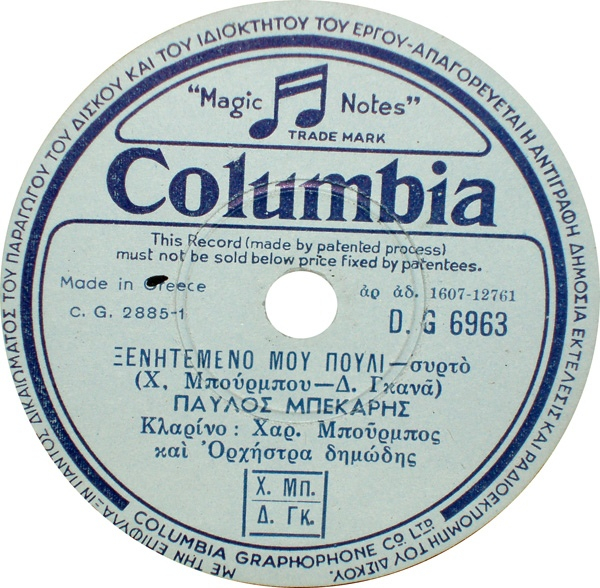 ΜΕ ΤΗΝ ΕΠΙΦΥΛΑΞΙΝ ΠΑΝΤΟΣ ΔΙΚΑΙΩΜΑΤΟΣ ΤΟΥ ΠΑΡΑΓΩΓΟΥ ΤΟΥ ΔΙΣΚΟΥ ΚΑΙ ΤΟΥ ΙΔΙΟΚΤΗΤΟΥ ΤΟΥ ΕΡΓΟΥ-ΑΠΑΓΟΡΕΥΕΤΑΙ Η ΑΝΤΙΓΡΑΦΗ ΔΗΜΟΣΙΑ ΕΚΤΕΛΕΣΙΣ ΚΑΙ ΡΑΔΙΟΕΚΠΟΜΠΗ ΤΟΥ ΔΙΣΚΟΥ.
"Magic Notes"
TRADE MARK
Columbia
This Record (made by patented process)
must not be sold below price fixed by patentees.
Made in Greece
ἀρ ἀδ. 1607-12761
C. G. 2885-1
D. G 6963
ΞΕΝΗΤΕΜΕΝΟ ΜΟΥ ΠΟΥΛΙ—συρτὸ
(Χ, Μπούρμπου—Δ. Γκανᾶ)
ΠΑΥΛΟΣ ΜΠΕΚΑΡΗΣ
Κλαρίνο: Χαρ. Μποῦρμπος
καὶ Ὀρχήστρα δημώδης
Χ. ΜΠ.
Δ. ΓΚ.
COLUMBIA GRAPHOPHONE CO LTD.